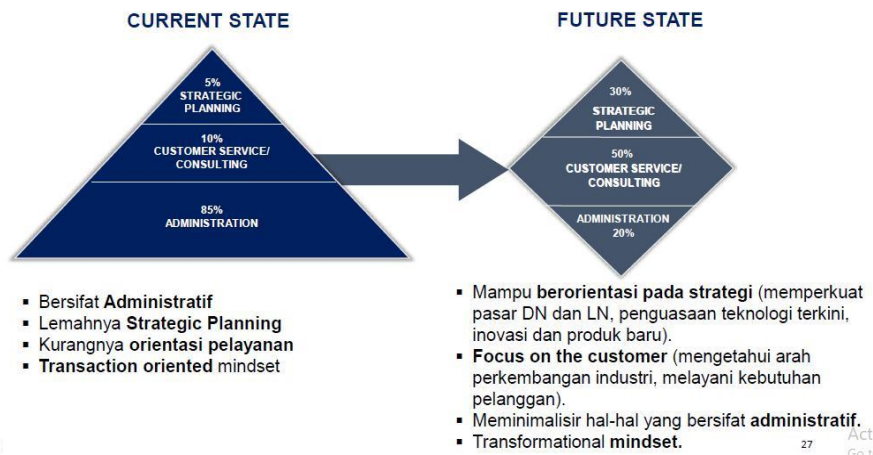 CURRENT STATE
5%
STRATEGIC
PLANNING
10%
CUSTOMER SERVICE/
CONSULTING
85%
ADMINISTRATION
▪ Bersifat Administratif
▪ Lemahnya Strategic Planning
▪ Kurangnya orientasi pelayanan
▪ Transaction oriented mindset
FUTURE STATE
30%
STRATEGIC
PLANNING
50%
CUSTOMER SERVICE/
CONSULTING
ADMINISTRATION
20%
▪ Mampu berorientasi pada strategi (memperkuat
pasar DN dan LN, penguasaan teknologi terkini,
inovasi dan produk baru).
▪ Focus on the customer (mengetahui arah
perkembangan industri, melayani kebutuhan
pelanggan).
▪ Meminimalisir hal-hal yang bersifat administratif.
▪ Transformational mindset.
27
Act